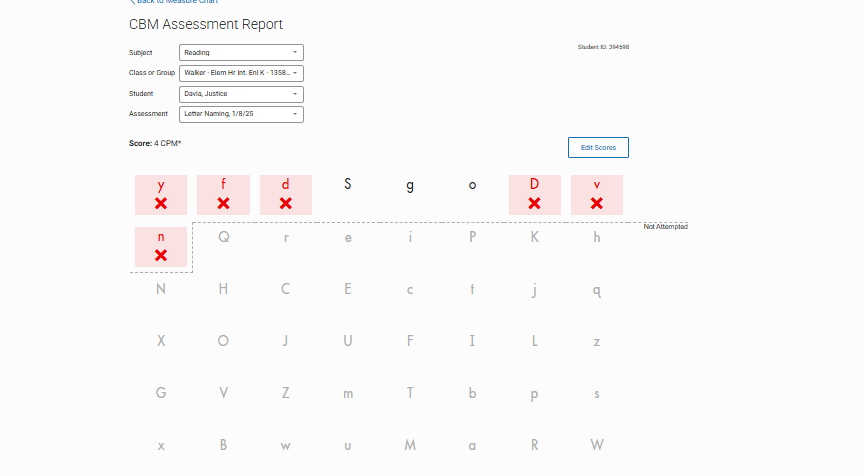 Back to Measure Chart
CBM Assessment Report
Subject Reading
Student ID: 394598
Class or Group Walker - Elem Hr Int. Enl K - 1358...
Student Davia, Justice
Assessment Letter Naming, 1/8/25
Score: 4 CPM*
Edit Scores
y f d S g o D v
Not Attempted
n Q r e i P K h
N H C E c t j q
X O J U F I L z
G V Z m T b p s
x B w u M a R W